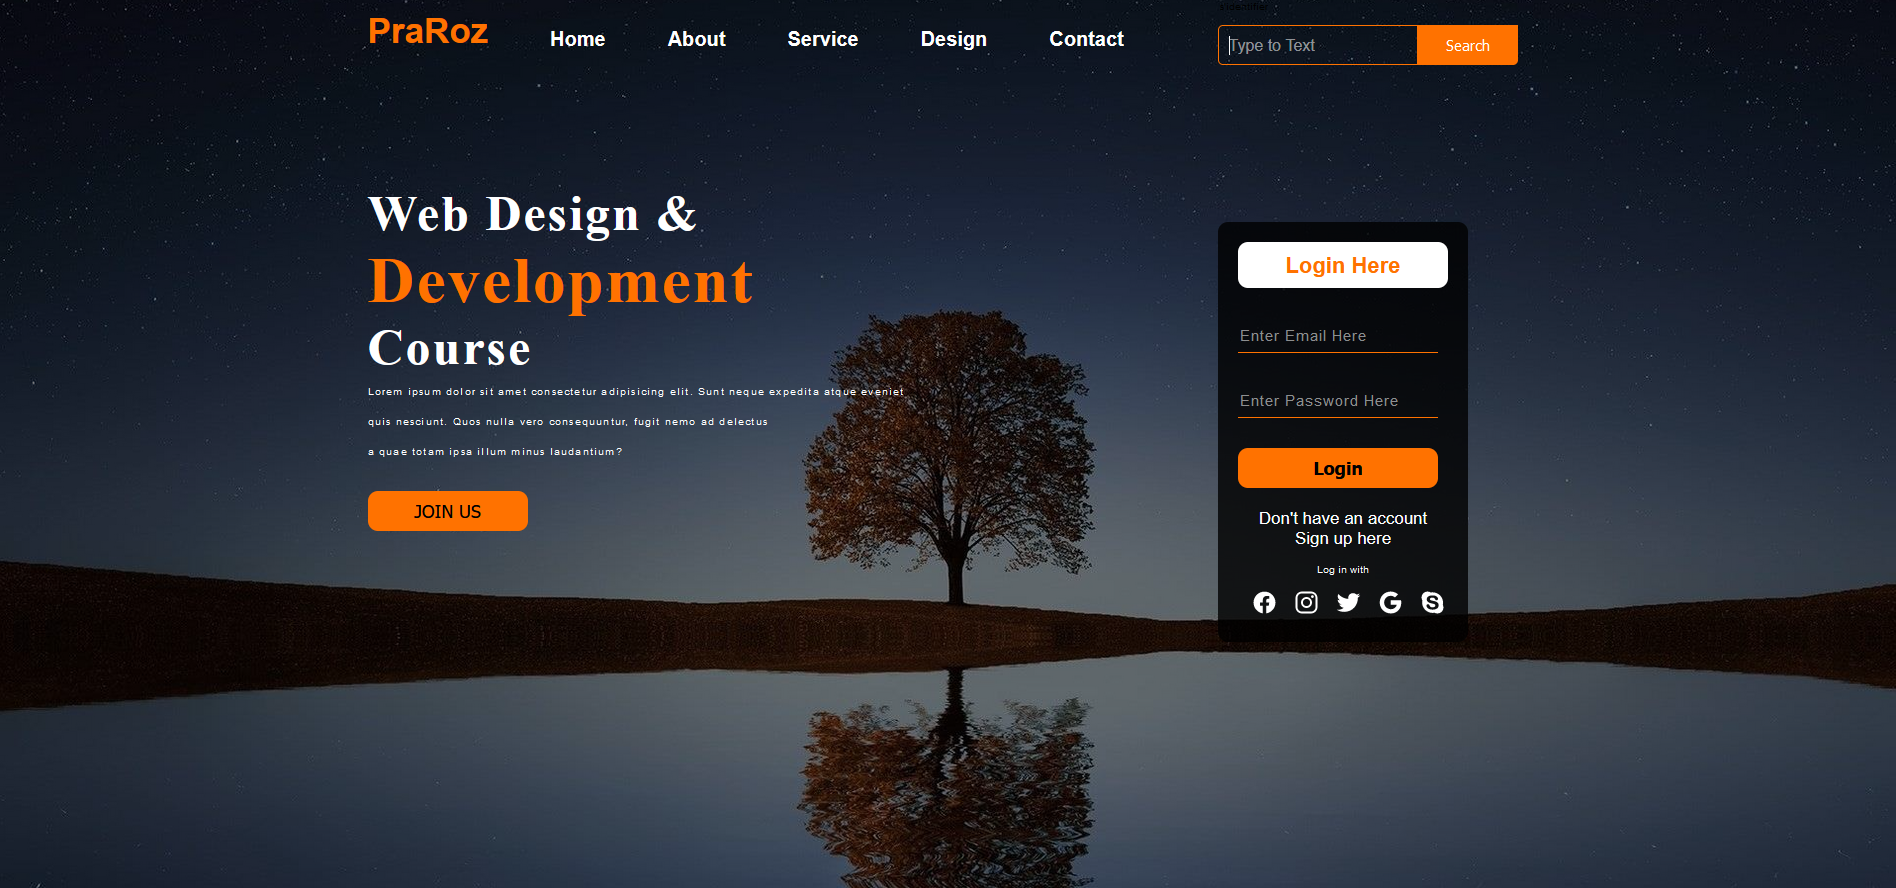 PraRoz
Home About Service Design Contact
Type to Text Search
Web Design &
Development
Course
Lorem ipsum dolor sit amet consectetur adipisicing elit. Sunt neque expedita atque eveniet
quis nesciunt. Quos nulla vero consequuntur, fugit nemo ad delectus
a quae totam ipsa illum minus laudantium?
JOIN US
Login Here
Enter Email Here
Enter Password Here
Login
Don't have an account
Sign up here
Log in with